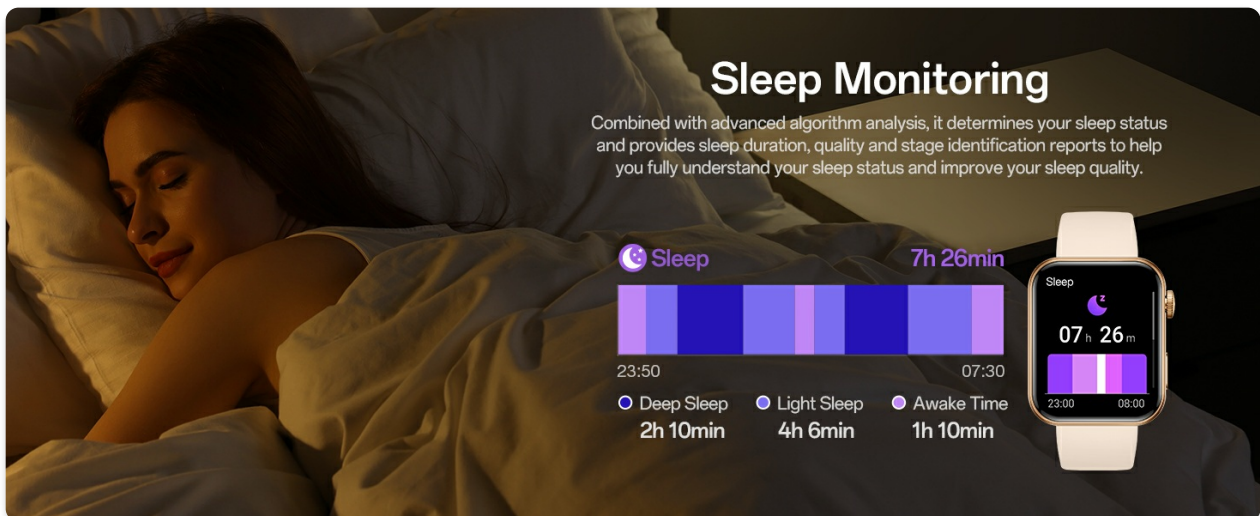 Sleep Monitoring
Combined with advanced algorithm analysis, it determines your sleep status
and provides sleep duration, quality and stage identification reports to help
you fully understand your sleep status and improve your sleep quality.
Sleep 7h 26min
23:50 07:30
Deep Sleep Light Sleep Awake Time
2h 10min 4h 6min 1h 10min
Sleep
z
07h 26m
23:00 08:00